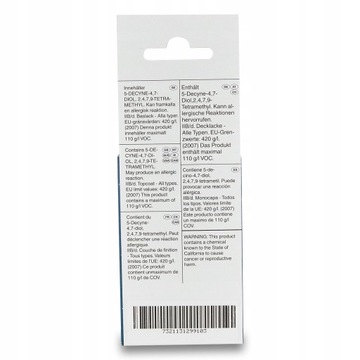 Innehåller
5-DECYNE-4,7-
DIOL, 2,4,7,9-TETRA-
METHYL. Kan framkalla
en allergisk reaktion.
IIB/d. Baslack - Alla typer.
EU-gränsvärden. 420 g/l.
(2007) Denna produkt
innehåller maximalt
110 g/l VOC.
Enthält
5-Decyne-4,7-
Diol,2,4,7,9-
Tetramethyl. Kann al-
lergische Reaktionen
hervorrufen.
IIB/d. Decklacke -
Alle Typen. EU-Gren-
zwerte: 420 g/l.
(2007) Das Produkt
enthält maximal
110 g/l VOC.
Contains 5-DE-
CYNE-4,7-DI-
OL, 2,4,7,9-TE-
TRAMETHYL
May produce an allergic
reaction.
IIB/d. Topcoat - All types.
EU limit values: 420 g/l.
(2007) This product
contains a maximum of
110 g/l VOC.
Contiene 5-de-
cino-4,7-diol,
2,4,7,9-tetrametil. Puede
provocar una reacción
alérgica.
IIB/d. Monocapa - Todos
los tipos, Valores límite
de la UE: 420 g/l. (2007)
Este producto contiene
un máximo de 110 g/l
COV.
Contient du
5-Decyne-
4,7-diol,
2,4,7,9-tetremethyl. Peut
déclencher une réaction
allergique.
IIB/d. Couche de finition
- Tous types. Valeurs
limites de l'UE: 420 g/l.
(2007) Ce produit
contient unmaximum de
110 g/l de COV.
WARNING: This product
contains a chemical
known to the State of
California to cause
cancer or reproductive
harm.
7321131299103